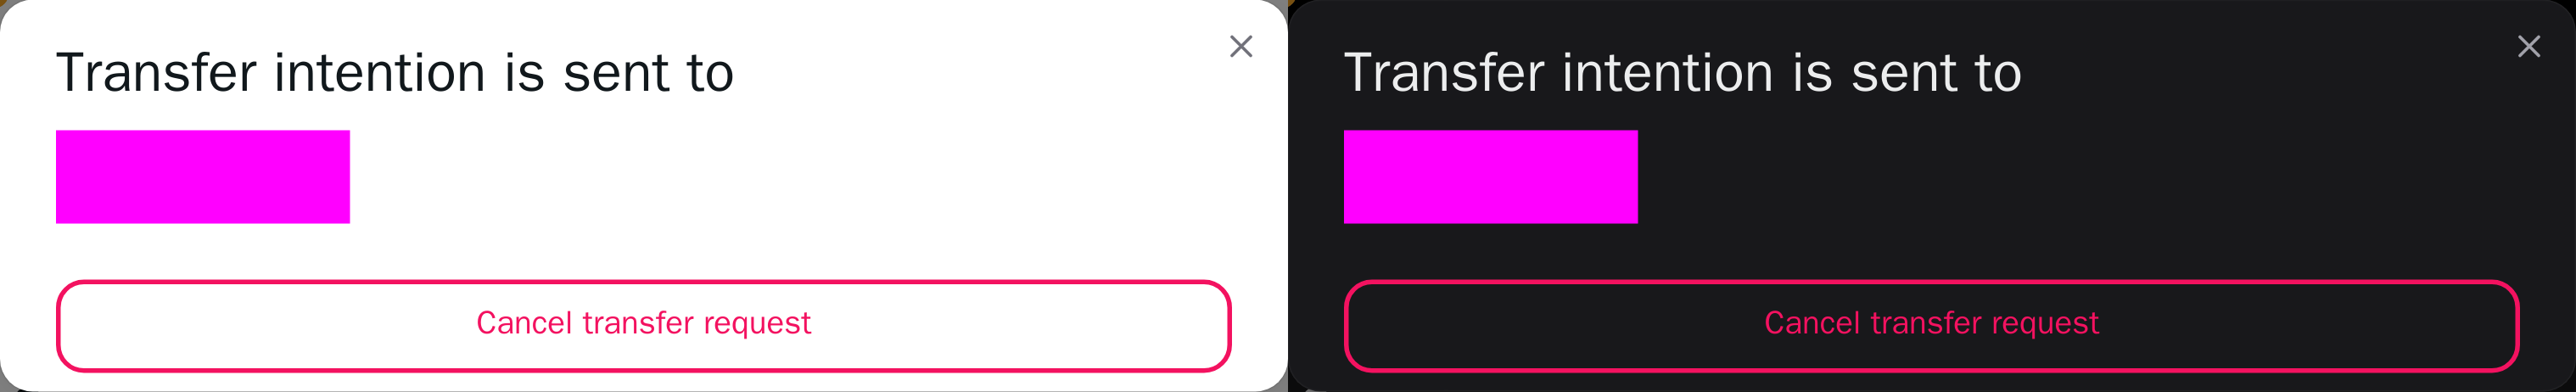 Transfer intention is sent to
Cancel transfer request
Transfer intention is sent to
Cancel transfer request